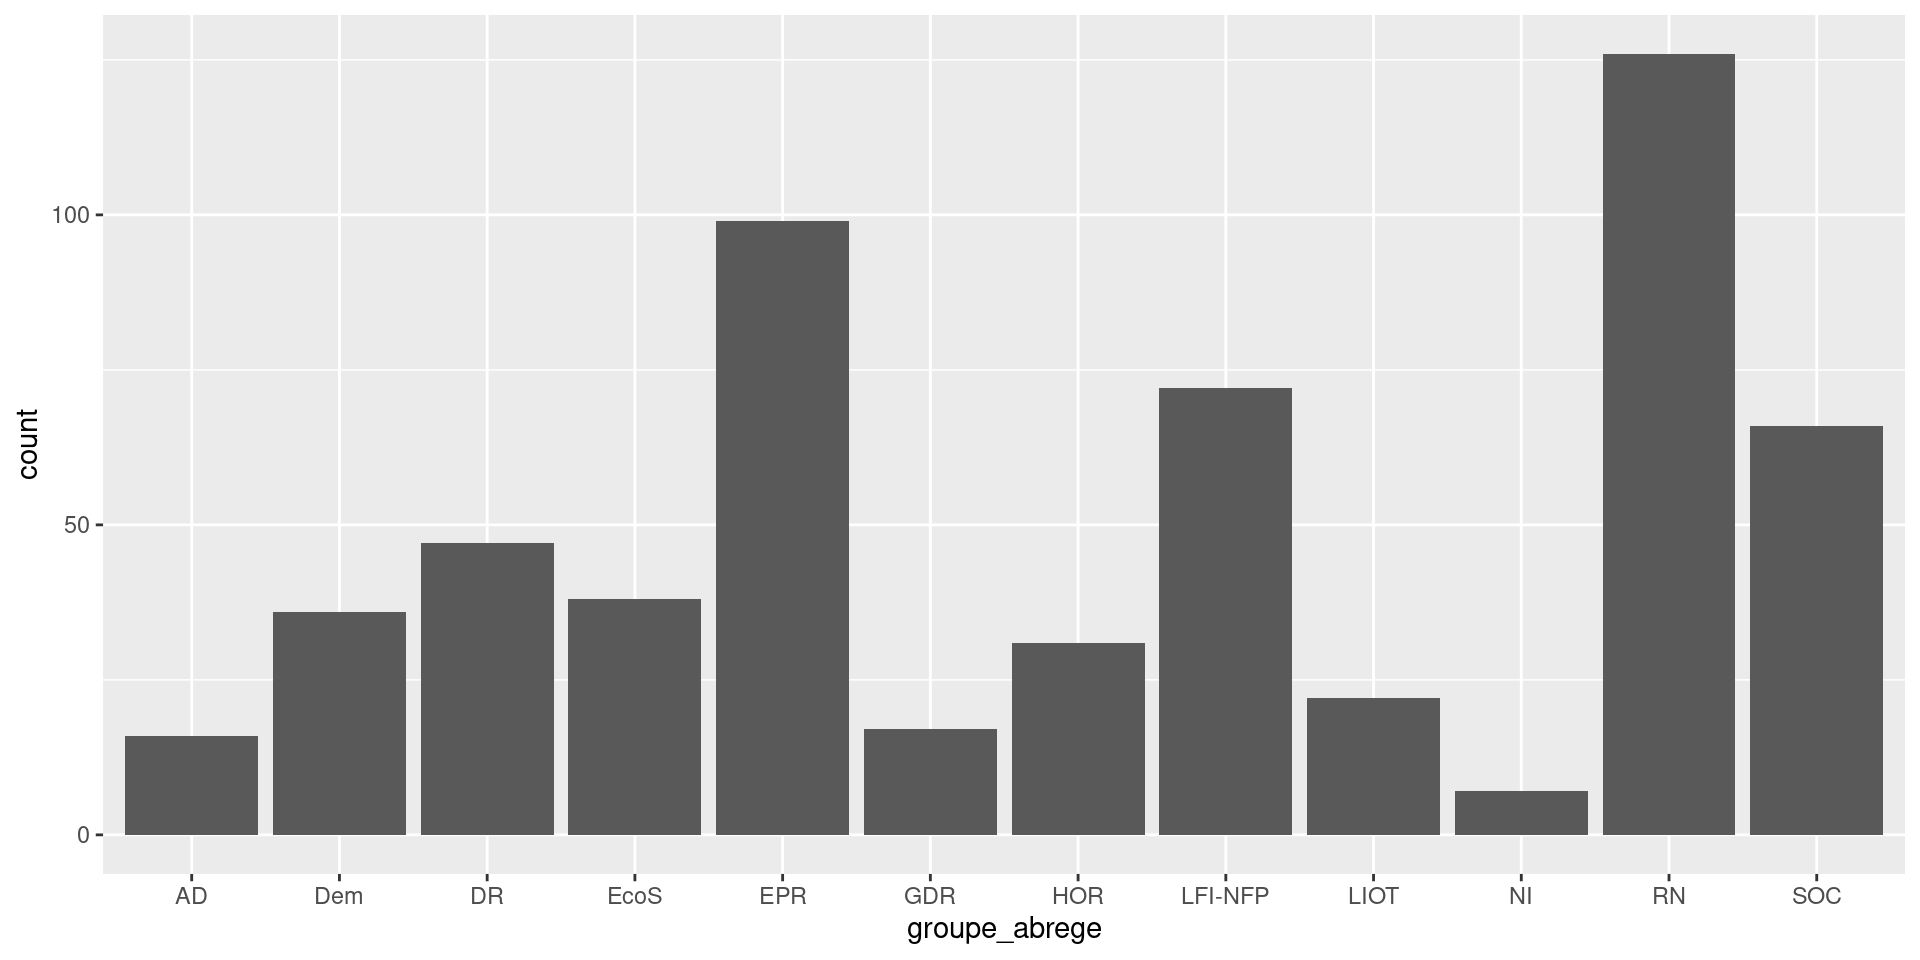 count
100
50
0
AD Dem DR EcoS EPR GDR HOR LFI-NFP LIOT NI RN SOC
groupe_abrege